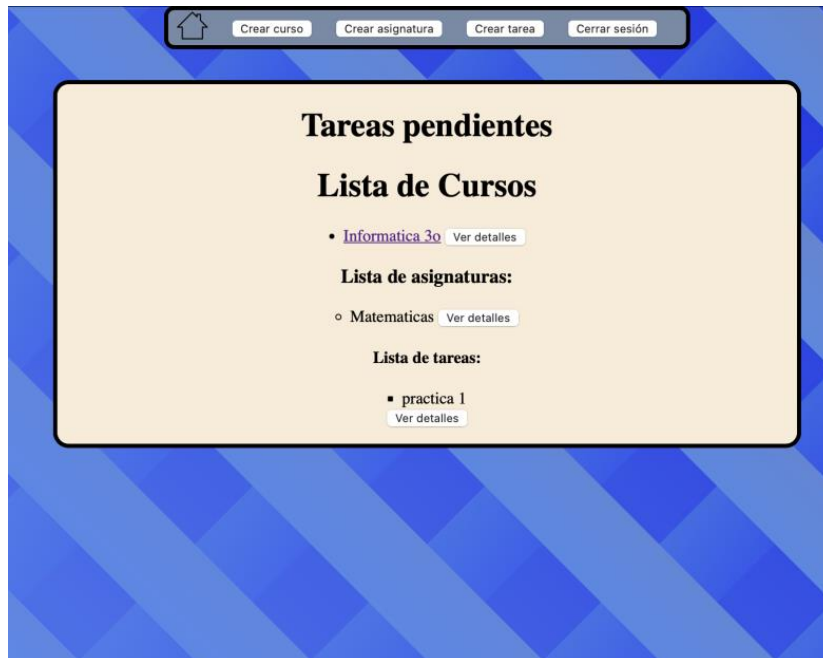 Crear curso Crear asignatura Crear tarea Cerrar sesión
Tareas pendientes
Lista de Cursos
Informatica 3o Ver detalles
Lista de asignaturas:
Matematicas Ver detalles
Lista de tareas:
practica 1
Ver detalles